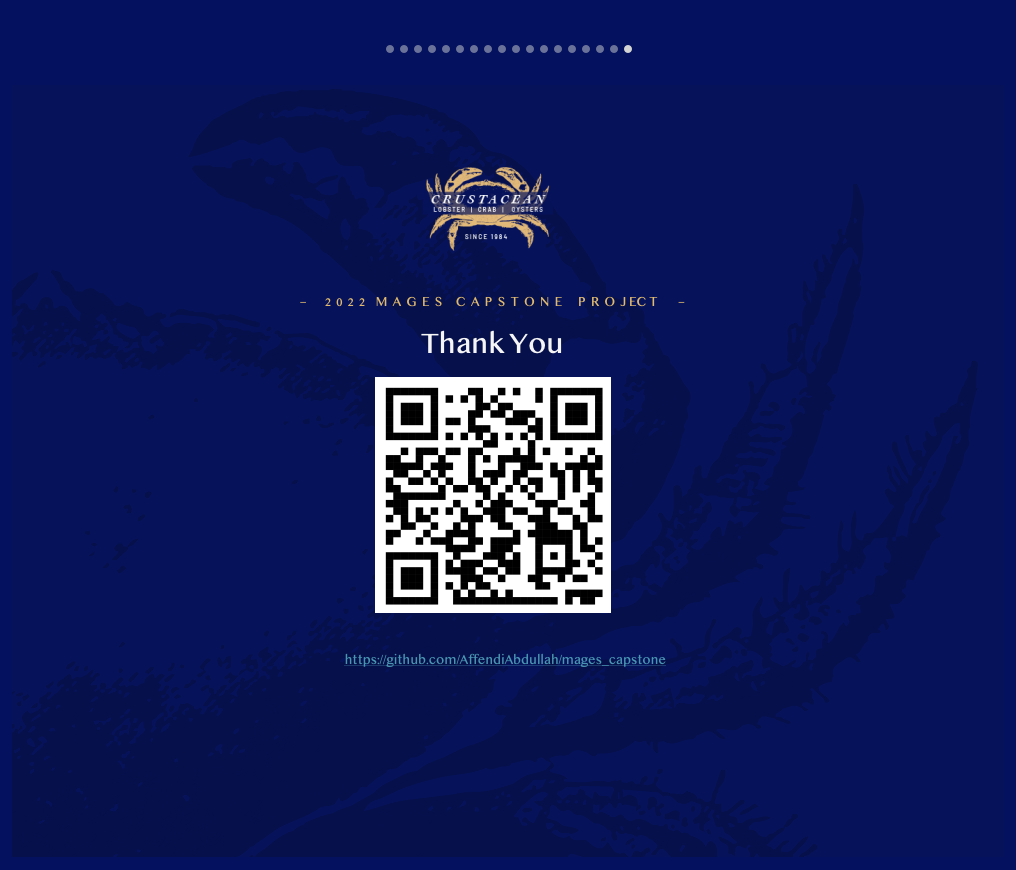 CRUSTACEAN
LOBSTER | CRAB | OYSTERS
SINCE 1984
– 2022 MAGES CAPSTONE PROJECT –
Thank You
https://github.com/AffendiAbdullah/mages_capstone